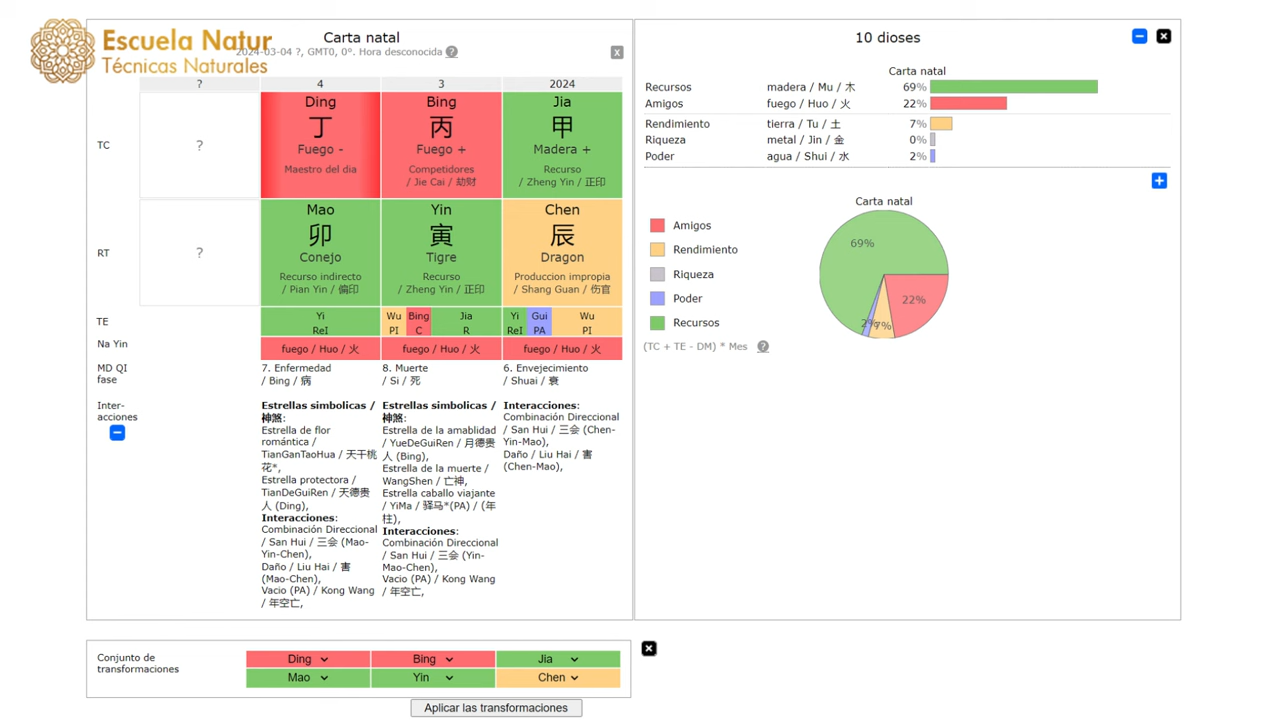 Escuela Natur
Técnicas Naturales
Carta natal
2024-03-04 ?, GMT0, 0°. Hora desconocida ?
X
? 4 3 2024
TC
?
Ding
丁
Fuego -
Maestro del dia
Bing
丙
Fuego +
Competidores
/ Jie Cai / 劫财
Jia
甲
Madera +
Recurso
/ Zheng Yin / 正印
RT
?
Mao
卯
Conejo
Recurso indirecto
/ Pian Yin / 偏印
Yin
寅
Tigre
Recurso
/ Zheng Yin / 正印
Chen
辰
Dragon
Produccion impropia
/ Shang Guan / 伤官
TE
Yi
ReI
Wu Bing Jia
PI C R
Yi Gui Wu
ReI PA PI
Na Yin
fuego / Huo / 火 fuego / Huo / 火 fuego / Huo / 火
MD QI
fase
7. Enfermedad
/ Bing / 病
8. Muerte
/ Si / 死
6. Envejecimiento
/ Shuai / 衰
Inter-
acciones
Estrellas simbolicas /
神煞:
Estrella de flor
romántica /
TianGanTaoHua / 天干桃
花*,
Estrella protectora /
TianDeGuiRen / 天德贵
人 (Ding),
Interacciones:
Combinación Direccional
/ San Hui / 三会 (Mao-
Yin-Chen),
Daño / Liu Hai / 害
(Mao-Chen),
Vacio (PA) / Kong Wang
/ 年空亡,
Estrellas simbolicas /
神煞:
Estrella de la amablidad
/ YueDeGuiRen / 月德贵
人 (Bing),
Estrella de la muerte /
WangShen / 亡神,
Estrella caballo viajante
/ YiMa / 驿马*(PA) / (年
柱),
Interacciones:
Combinación Direccional
/ San Hui / 三会 (Yin-
Mao-Chen),
Vacio (PA) / Kong Wang
/ 年空亡,
Interacciones:
Combinación Direccional
/ San Hui / 三会 (Chen-
Yin-Mao),
Daño / Liu Hai / 害
(Chen-Mao),
10 dioses
Carta natal
Recursos madera / Mu / 木 69%
Amigos fuego / Huo / 火 22%
Rendimiento tierra / Tu / 土 7%
Riqueza metal / Jin / 金 0%
Poder agua / Shui / 水 2%
Carta natal
Amigos
Rendimiento
Riqueza
Poder
Recursos
69%
22%
2%
7%
(TC + TE - DM) * Mes ?
Conjunto de
transformaciones
Ding Bing Jia
Mao Yin Chen
Aplicar las transformaciones